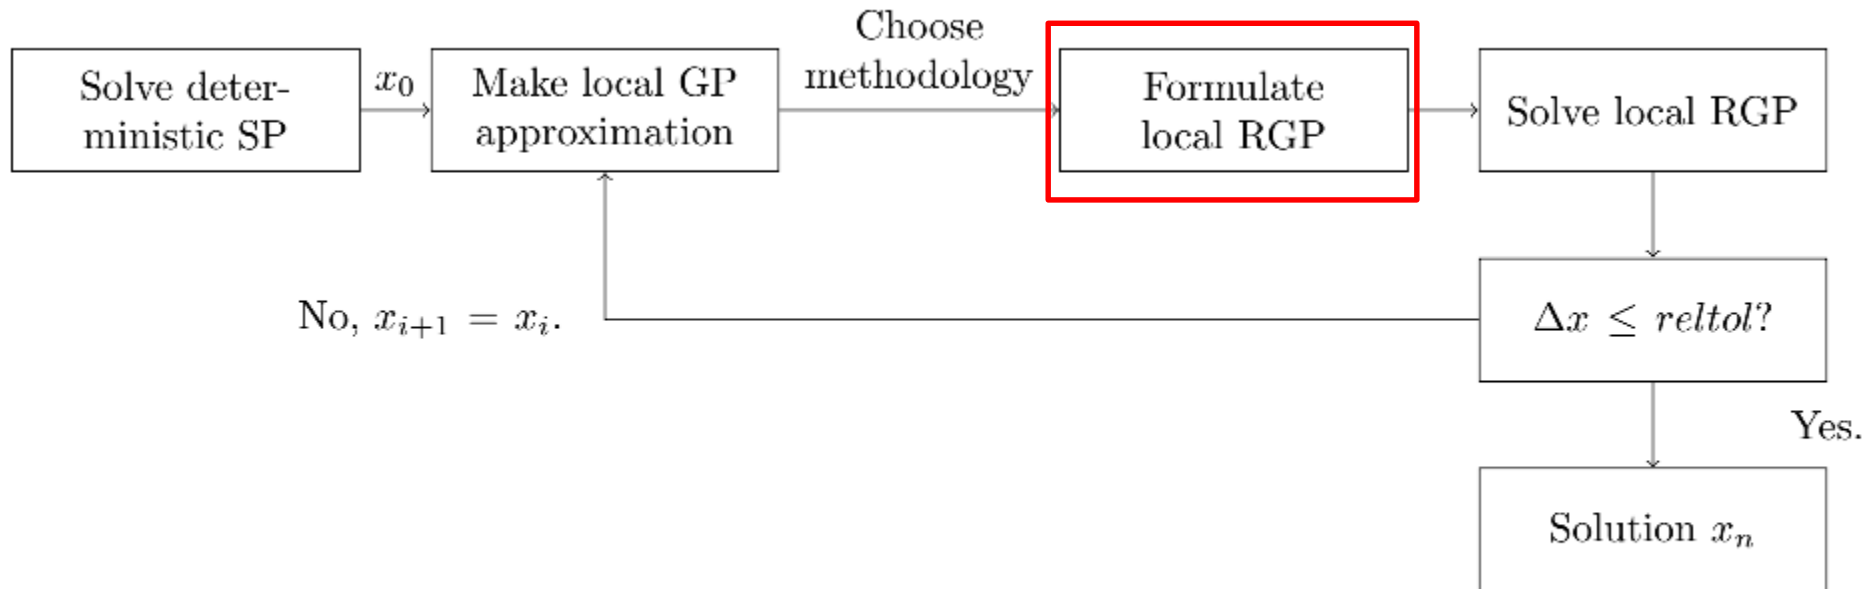 Solve deter-
ministic SP
x₀
Make local GP
approximation
Choose
methodology
Formulate
local RGP
Solve local RGP
Δx ≤ reltol?
No, xᵢ₊₁ = xᵢ.
Yes.
Solution xₙ